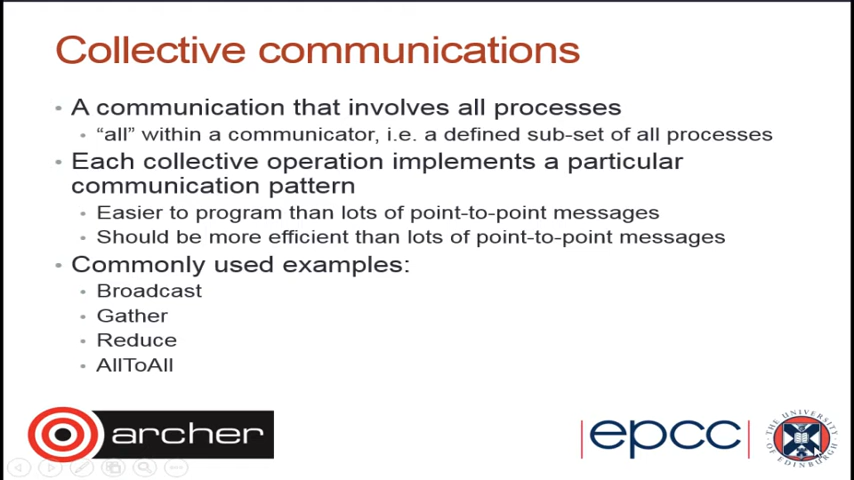 Collective communications
• A communication that involves all processes
• “all” within a communicator, i.e. a defined sub-set of all processes
• Each collective operation implements a particular
communication pattern
• Easier to program than lots of point-to-point messages
• Should be more efficient than lots of point-to-point messages
• Commonly used examples:
• Broadcast
• Gather
• Reduce
• AllToAll
archer
epcc
THE UNIVERSITY OF EDINBURGH